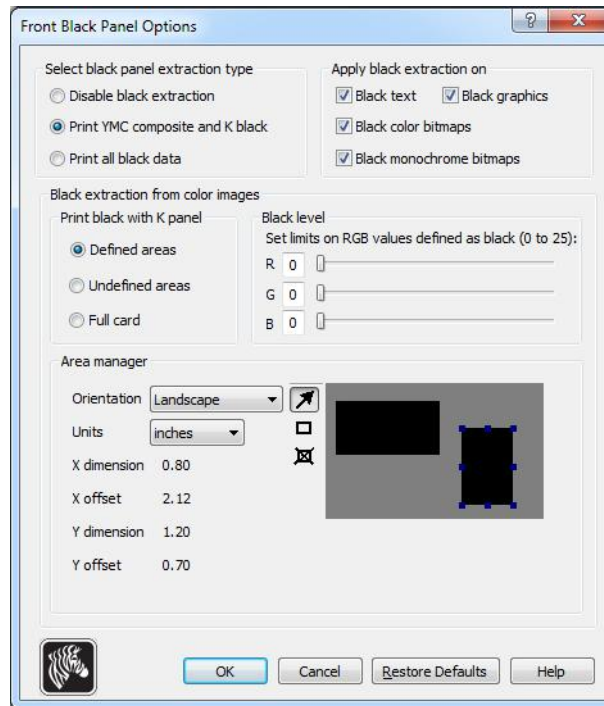 Front Black Panel Options
Select black panel extraction type
Disable black extraction
Print YMC composite and K black
Print all black data
Apply black extraction on
Black text Black graphics
Black color bitmaps
Black monochrome bitmaps
Black extraction from color images
Print black with K panel
Defined areas
Undefined areas
Full card
Black level
Set limits on RGB values defined as black (0 to 25):
R 0
G 0
B 0
Area manager
Orientation Landscape
Units inches
X dimension 0.80
X offset 2.12
Y dimension 1.20
Y offset 0.70
OK Cancel Restore Defaults Help